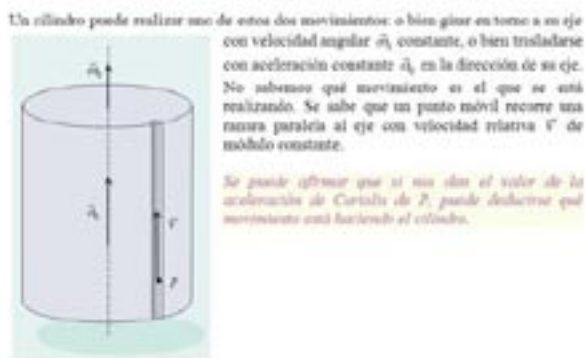 Un cilindro puede realizar uno de estos dos movimientos: o bien girar en torno a su eje
con velocidad angular ω⃗₀ constante, o bien trasladarse
con aceleración constante a⃗₀ en la dirección de su eje.
No sabemos qué movimiento es el que se está
realizando. Se sabe que un punto móvil recorre una
ranura paralela al eje con velocidad relativa v⃗ de
módulo constante.
Se puede afirmar que si nos dan el valor de la
aceleración de Coriolis de P, puede deducirse qué
movimiento está haciendo el cilindro.
ω⃗₀
a⃗₀
v⃗
P